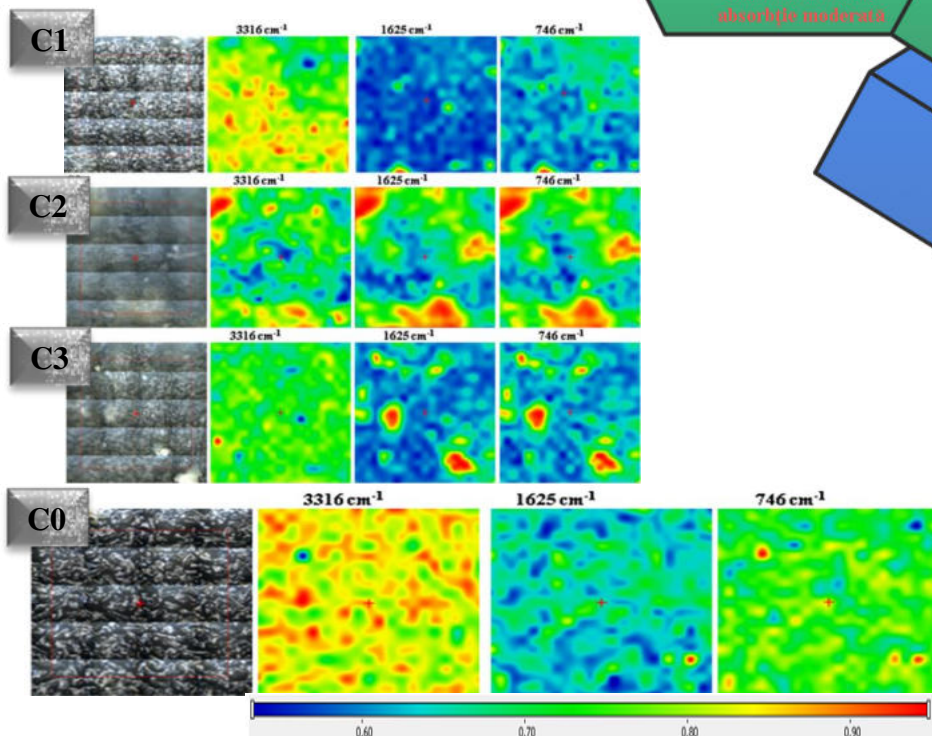 absorbție moderată
C1
3316 cm⁻¹ 1625 cm⁻¹ 746 cm⁻¹
C2
3316 cm⁻¹ 1625 cm⁻¹ 746 cm⁻¹
C3
3316 cm⁻¹ 1625 cm⁻¹ 746 cm⁻¹
C0
3316 cm⁻¹ 1625 cm⁻¹ 746 cm⁻¹
0.60 0.70 0.80 0.90